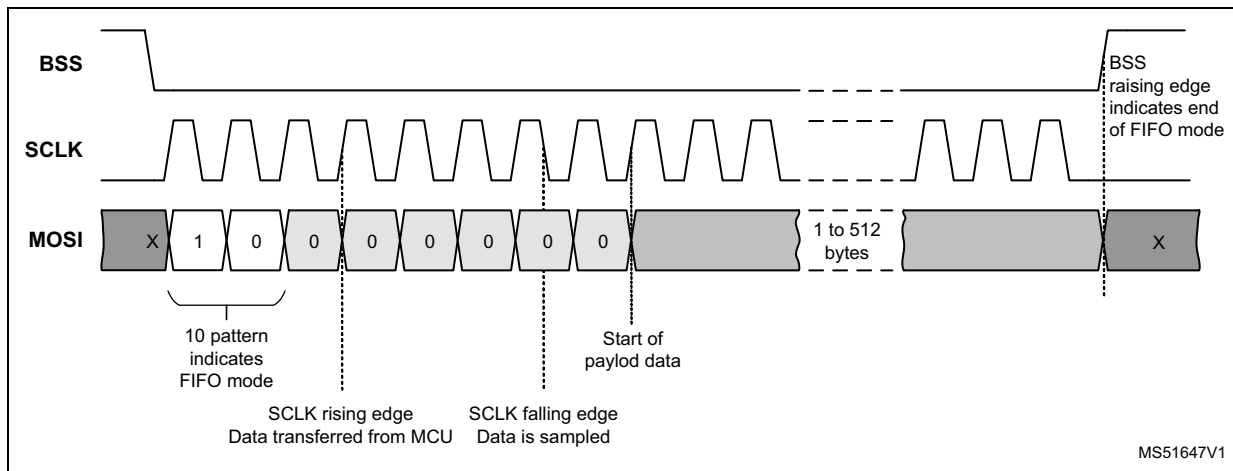 BSS
BSS
raising edge
indicates end
of FIFO mode
SCLK
MOSI
X 1 0 0 0 0 0 0 0 1 to 512 X
bytes
10 pattern
indicates
FIFO mode
Start of
paylod data
SCLK rising edge
Data transferred from MCU
SCLK falling edge
Data is sampled
MS51647V1